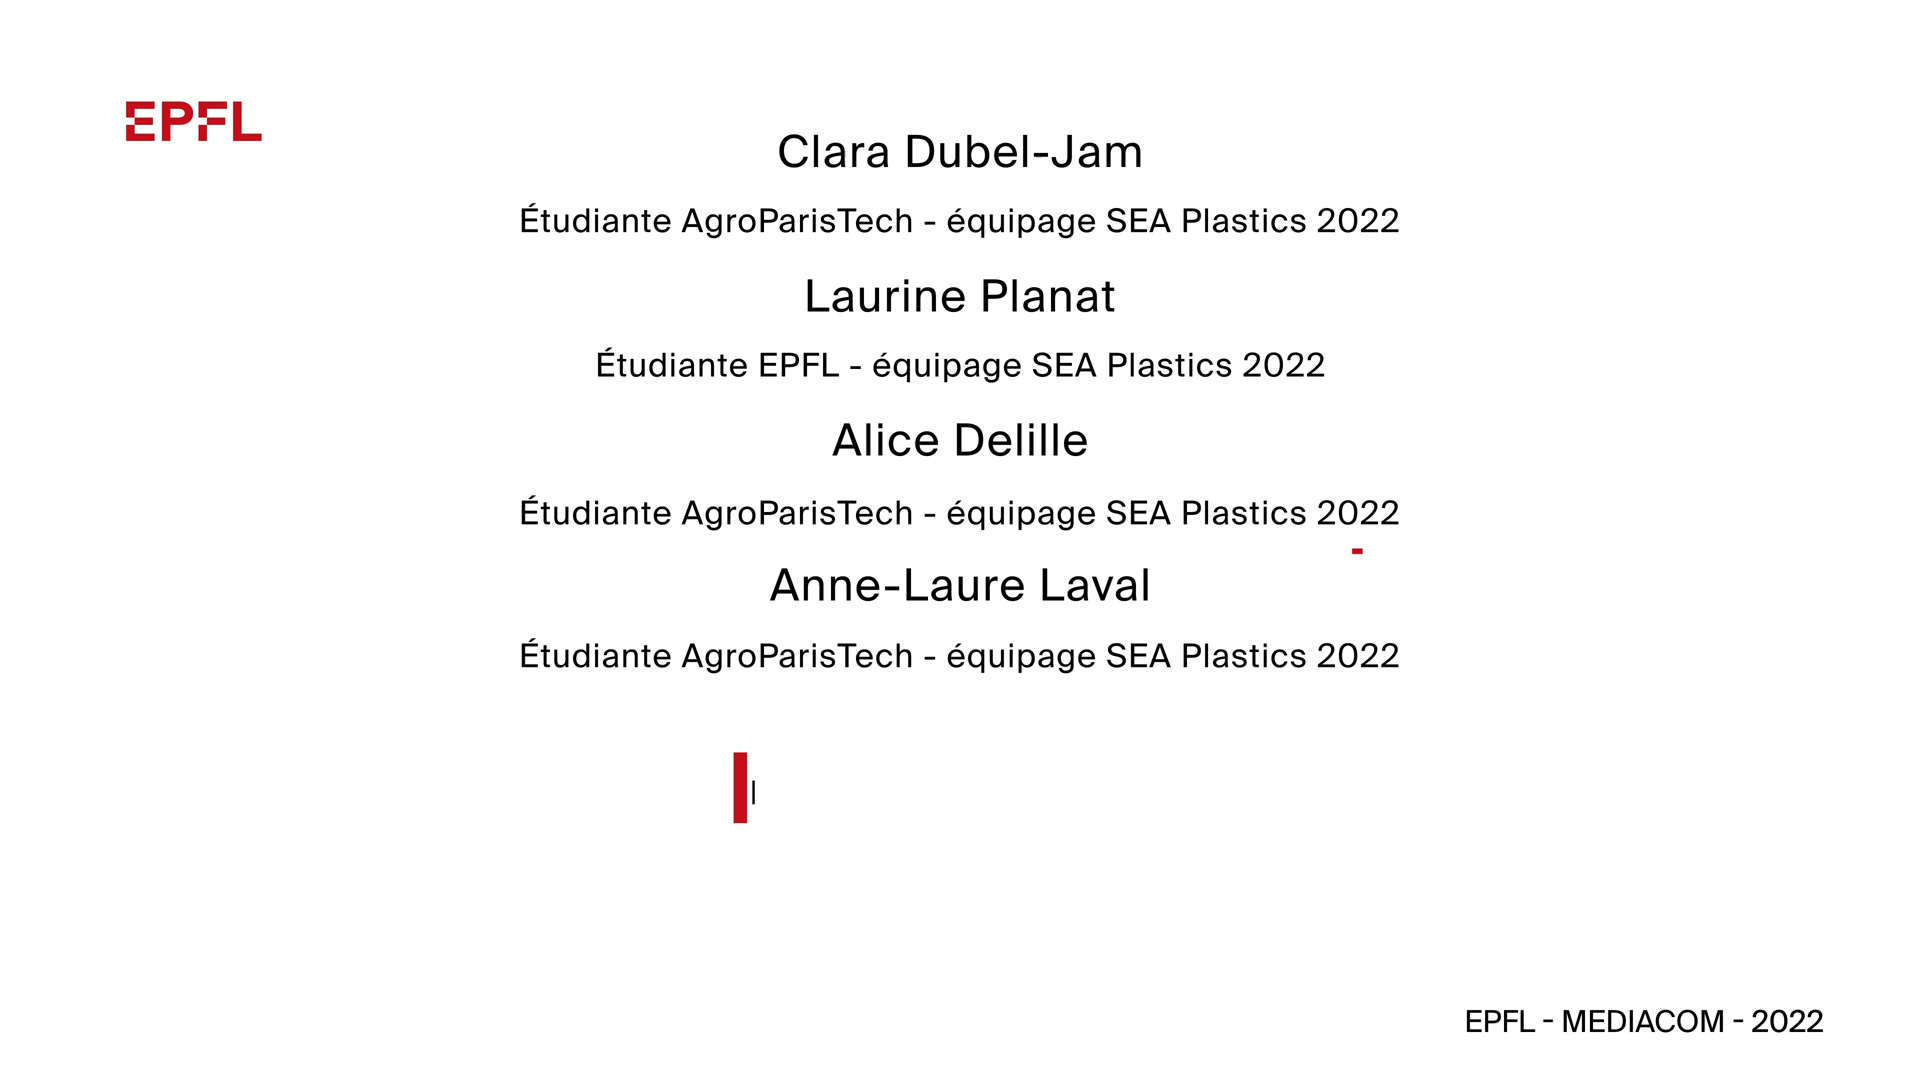 EPFL
Clara Dubel-Jam
Étudiante AgroParisTech - équipage SEA Plastics 2022
Laurine Planat
Étudiante EPFL - équipage SEA Plastics 2022
Alice Delille
Étudiante AgroParisTech - équipage SEA Plastics 2022
Anne-Laure Laval
Étudiante AgroParisTech - équipage SEA Plastics 2022
EPFL - MEDIACOM - 2022